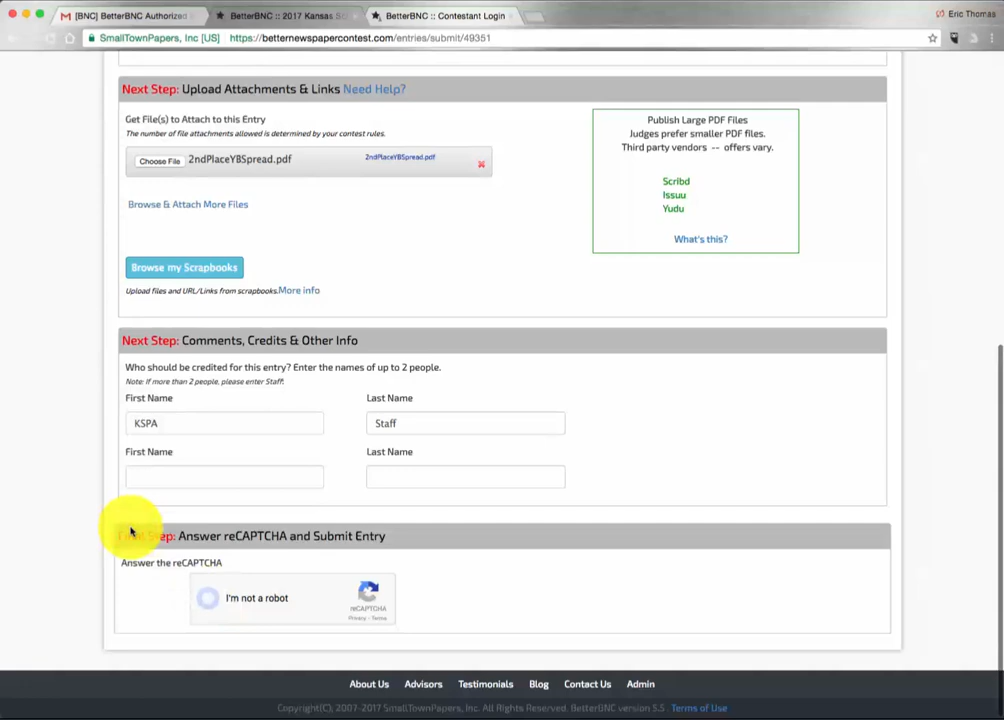 [BNC] BetterBNC Authorized
BetterBNC :: 2017 Kansas
BetterBNC :: Contestant Login
Eric Thomas
SmallTownPapers, Inc [US] https://betternewspapercontest.com/entries/submit/49351
Next Step: Upload Attachments & Links Need Help?
Get File(s) to Attach to this Entry
The number of file attachments allowed is determined by your contest rules.
Choose File 2ndPlaceYBSpread.pdf 2ndPlaceYBSpread.pdf
Browse & Attach More Files
Browse my Scrapbooks
Upload files and URL/Links from scrapbooks.More info
Publish Large PDF Files
Judges prefer smaller PDF files.
Third party vendors -- offers vary.
Scribd
Issuu
Yudu
What's this?
Next Step: Comments, Credits & Other Info
Who should be credited for this entry? Enter the names of up to 2 people.
Note: If more than 2 people, please enter Staff.
First Name Last Name
KSPA Staff
First Name Last Name
Step: Answer reCAPTCHA and Submit Entry
Answer the reCAPTCHA
I'm not a robot
reCAPTCHA
Privacy - Terms
About Us Advisors Testimonials Blog Contact Us Admin
Copyright(C), 2007-2017 SmallTownPapers, Inc. All Rights Reserved. BetterBNC version 5.5 . Terms of Use